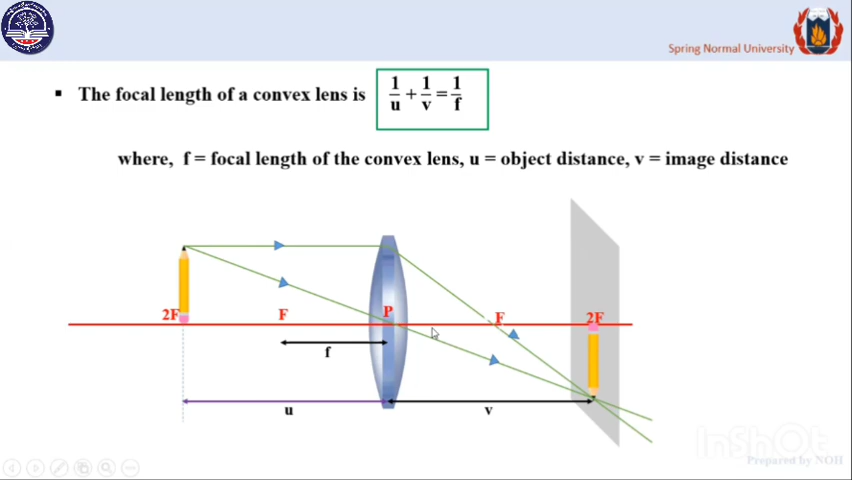 Spring Normal University
▪ The focal length of a convex lens is 1/u + 1/v = 1/f
where, f = focal length of the convex lens, u = object distance, v = image distance
2F F P F 2F
f
u v
InShOt
Prepared by NOH